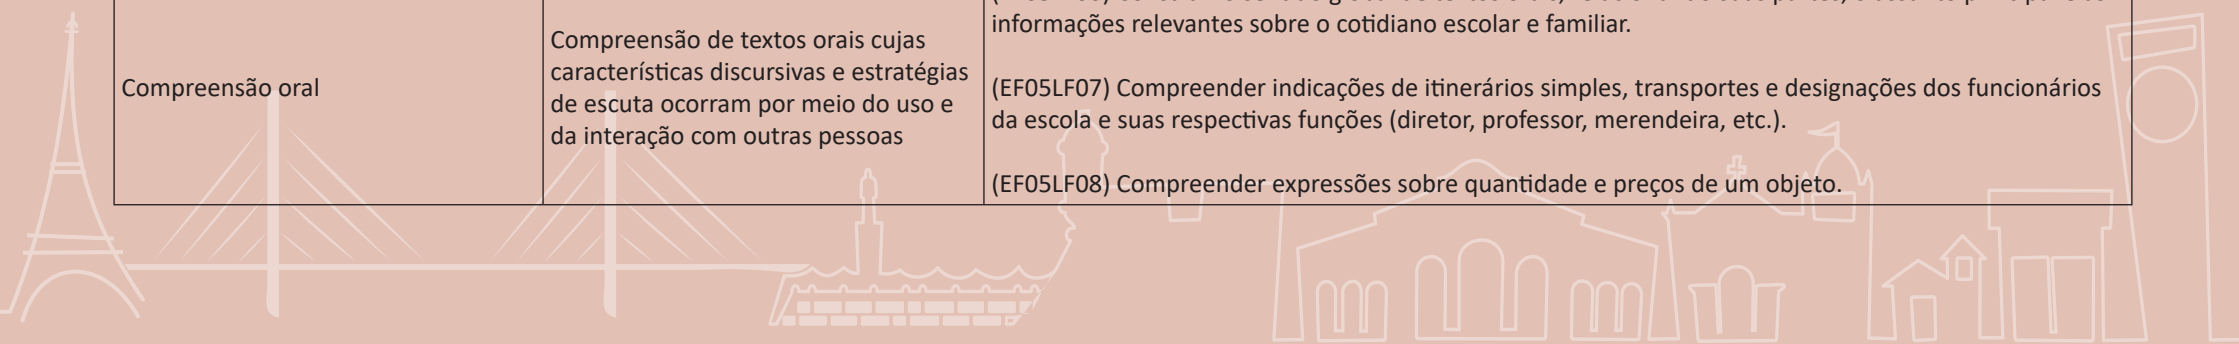 Compreensão oral
Compreensão de textos orais cujas
características discursivas e estratégias
de escuta ocorram por meio do uso e
da interação com outras pessoas
informações relevantes sobre o cotidiano escolar e familiar.
(EF05LF07) Compreender indicações de itinerários simples, transportes e designações dos funcionários
da escola e suas respectivas funções (diretor, professor, merendeira, etc.).
(EF05LF08) Compreender expressões sobre quantidade e preços de um objeto.